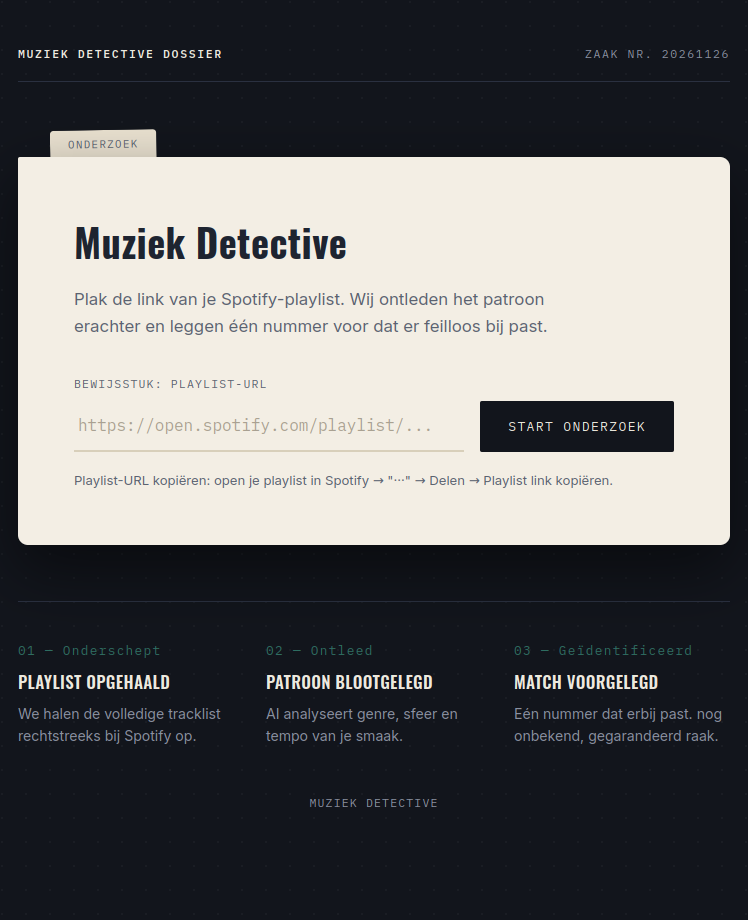 MUZIEK DETECTIVE DOSSIER
ZAAK NR. 20261126
ONDERZOEK
Muziek Detective
Plak de link van je Spotify-playlist. Wij ontleden het patroon
erachter en leggen één nummer voor dat er feilloos bij past.
BEWIJSSTUK: PLAYLIST-URL
https://open.spotify.com/playlist/...
START ONDERZOEK
Playlist-URL kopiëren: open je playlist in Spotify → "···" → Delen → Playlist link kopiëren.
01 — Onderschept
PLAYLIST OPGEHAALD
We halen de volledige tracklist
rechtstreeks bij Spotify op.
02 — Ontleed
PATROON BLOOTGELEGD
AI analyseert genre, sfeer en
tempo van je smaak.
03 — Geïdentificeerd
MATCH VOORGELEGD
Eén nummer dat erbij past. nog
onbekend, gegarandeerd raak.
MUZIEK DETECTIVE